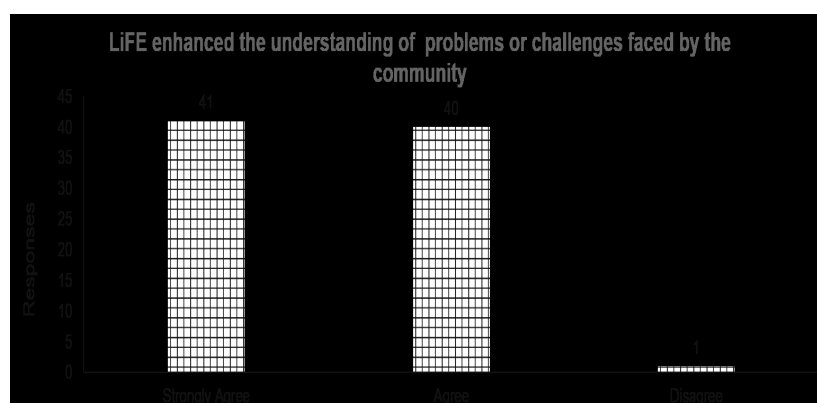 LiFE enhanced the understanding of problems or challenges faced by the
community
45
40
35
30
25
20
15
10
5
0
Responses
41
40
1
Strongly Agree
Agree
Disagree